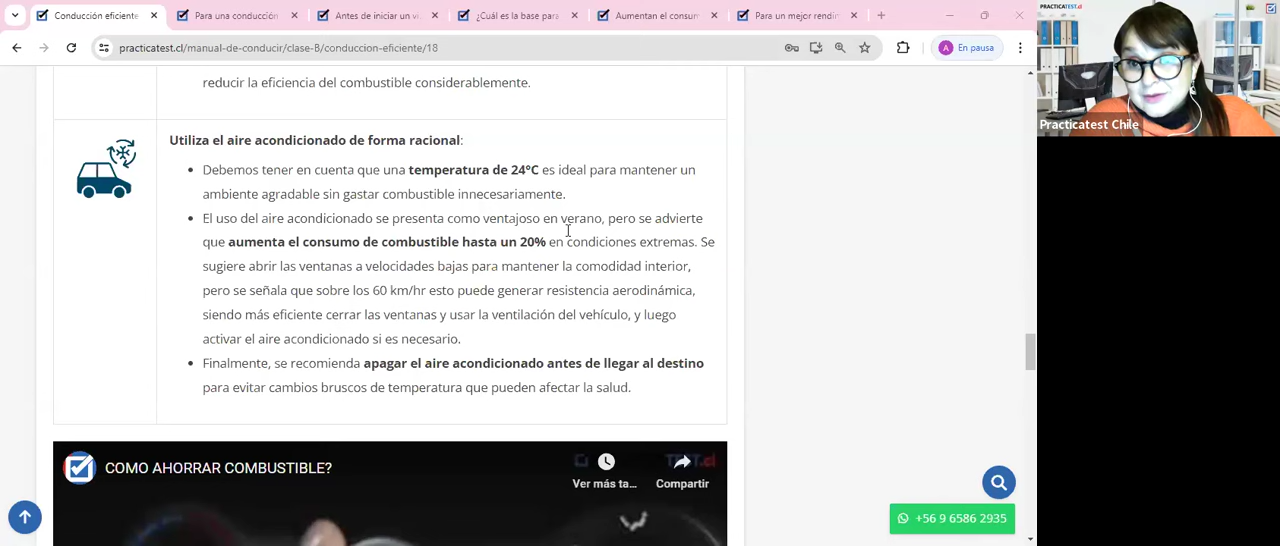 Conducción eficiente
Para una conducción
Antes de iniciar un vi
¿Cuál es la base para
Aumentan el consum
Para un mejor rendin
practicatest.cl/manual-de-conducir/clase-B/conduccion-eficiente/18
A En pausa
PRACTICATEST.cl
Practicatest Chile
reducir la eficiencia del combustible considerablemente.
Utiliza el aire acondicionado de forma racional:
Debemos tener en cuenta que una temperatura de 24°C es ideal para mantener un
ambiente agradable sin gastar combustible innecesariamente.
El uso del aire acondicionado se presenta como ventajoso en verano, pero se advierte
que aumenta el consumo de combustible hasta un 20% en condiciones extremas. Se
sugiere abrir las ventanas a velocidades bajas para mantener la comodidad interior,
pero se señala que sobre los 60 km/hr esto puede generar resistencia aerodinámica,
siendo más eficiente cerrar las ventanas y usar la ventilación del vehículo, y luego
activar el aire acondicionado si es necesario.
Finalmente, se recomienda apagar el aire acondicionado antes de llegar al destino
para evitar cambios bruscos de temperatura que pueden afectar la salud.
COMO AHORRAR COMBUSTIBLE?
Ver más ta...
Compartir
+56 9 6586 2935